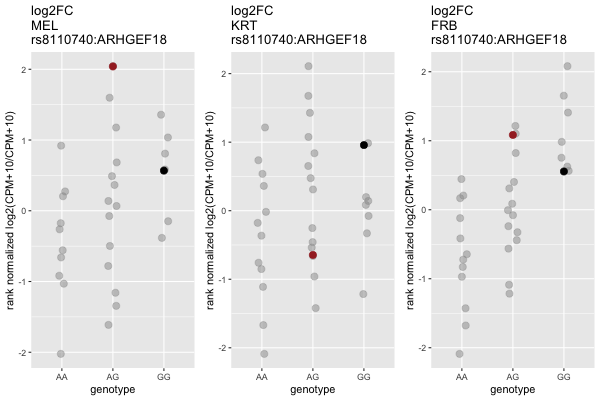 log2FC
MEL
rs8110740:ARHGEF18
rank normalized log2(CPM+10/CPM+10)
2
1
0
-1
-2
AA
AG
GG
genotype
log2FC
KRT
rs8110740:ARHGEF18
rank normalized log2(CPM+10/CPM+10)
2
1
0
-1
-2
AA
AG
GG
genotype
log2FC
FRB
rs8110740:ARHGEF18
rank normalized log2(CPM+10/CPM+10)
2
1
0
-1
-2
AA
AG
GG
genotype